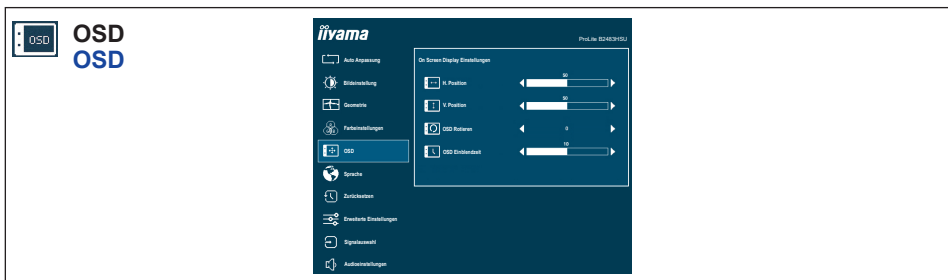 OSD
OSD
OSD
iiyama
ProLite B2483HSU
Auto Anpassung
Bildeinstellung
Geometrie
Farbeinstellungen
OSD
Sprache
Zurücksetzen
Erweiterte Einstellungen
Signalauswahl
Audioeinstellungen
On Screen Display Einstellungen
H. Position
50
V. Position
50
OSD Rotieren
0
OSD Einblendzeit
10